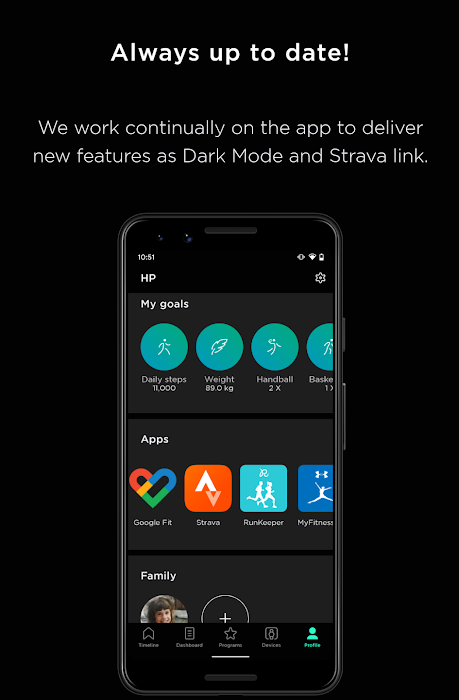 Always up to date!
We work continually on the app to deliver
new features as Dark Mode and Strava link.
10:51
HP
My goals
Daily steps
11,000
Weight
89.0 kg
Handball
2 X
Baske
1
Apps
Google Fit
Strava
RunKeeper
MyFitness
Family
Timeline
Dashboard
Programs
Devices
Profile